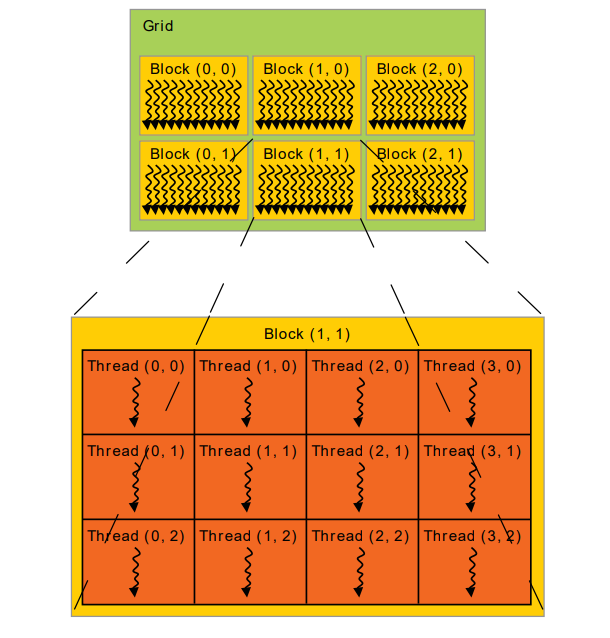 Grid
Block (0, 0) Block (1, 0) Block (2, 0)
Block (0, 1) Block (1, 1) Block (2, 1)
Block (1, 1)
Thread (0, 0) Thread (1, 0) Thread (2, 0) Thread (3, 0)
Thread (0, 1) Thread (1, 1) Thread (2, 1) Thread (3, 1)
Thread (0, 2) Thread (1, 2) Thread (2, 2) Thread (3, 2)